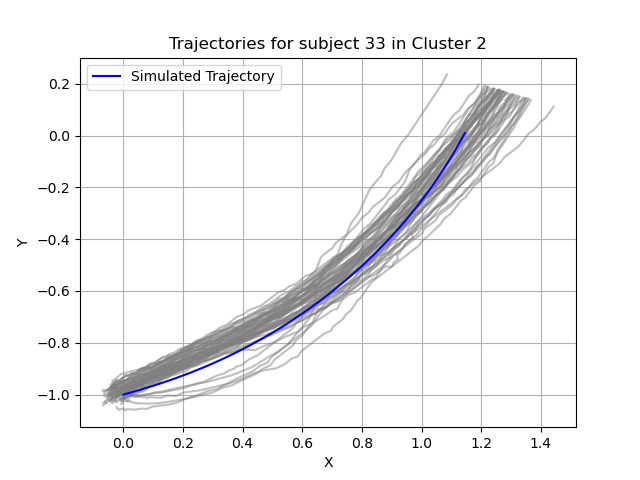 Trajectories for subject 33 in Cluster 2
Simulated Trajectory
Y
0.2
0.0
−0.2
−0.4
−0.6
−0.8
−1.0
0.0 0.2 0.4 0.6 0.8 1.0 1.2 1.4
X